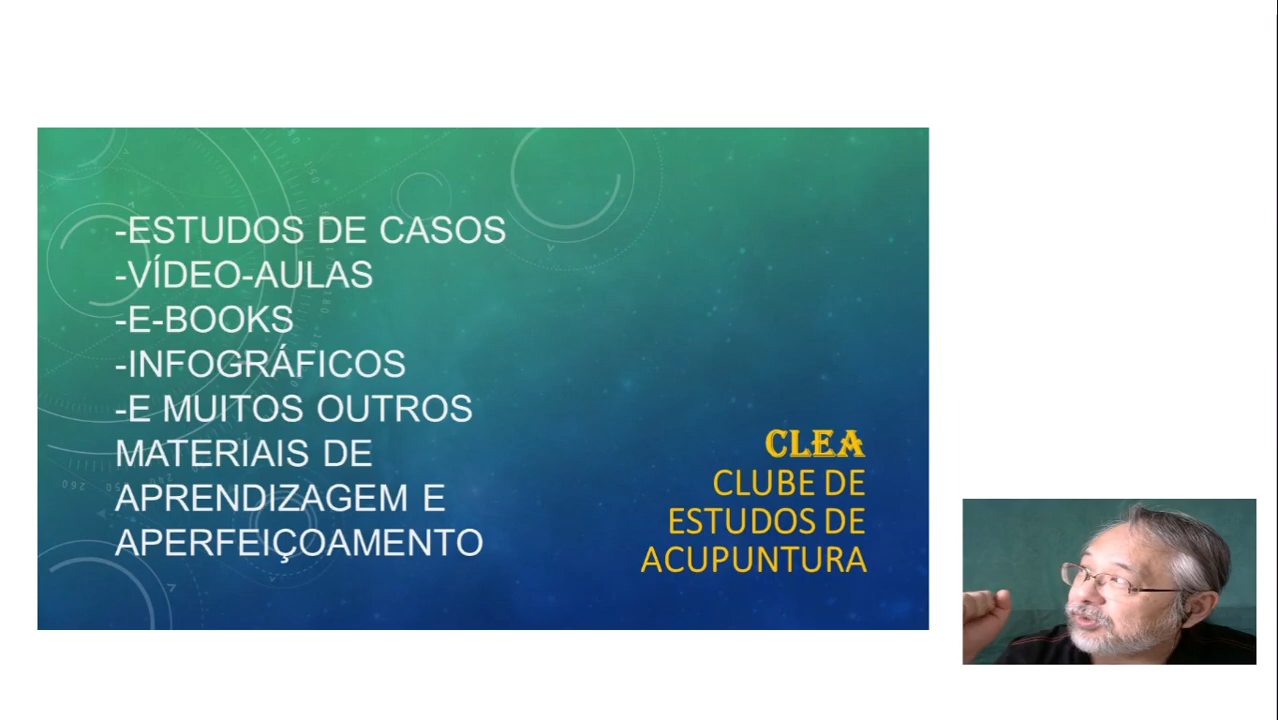 -ESTUDOS DE CASOS
-VÍDEO-AULAS
-E-BOOKS
-INFOGRÁFICOS
-E MUITOS OUTROS
MATERIAIS DE
APRENDIZAGEM E
APERFEIÇOAMENTO
CLEA
CLUBE DE
ESTUDOS DE
ACUPUNTURA